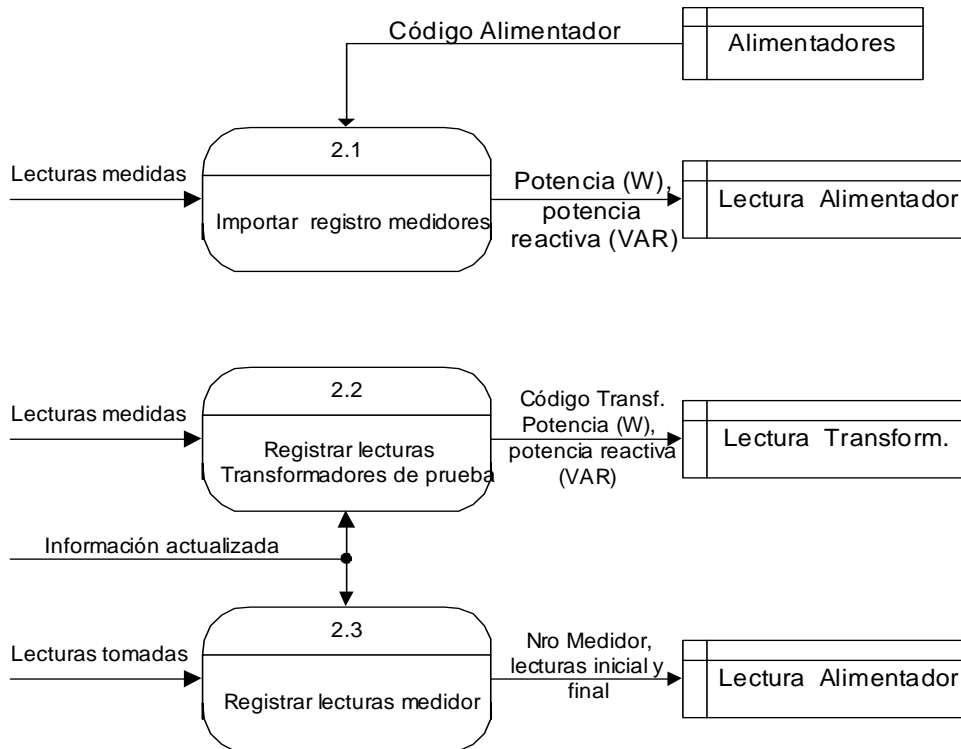 Código Alimentador
Alimentadores
2.1
Lecturas medidas
Importar registro medidores
Potencia (W),
potencia
reactiva (VAR)
Lectura Alimentador
2.2
Lecturas medidas
Registrar lecturas
Transformadores de prueba
Código Transf.
Potencia (W),
potencia reactiva
(VAR)
Lectura Transform.
Información actualizada
2.3
Lecturas tomadas
Registrar lecturas medidor
Nro Medidor,
lecturas inicial y
final
Lectura Alimentador